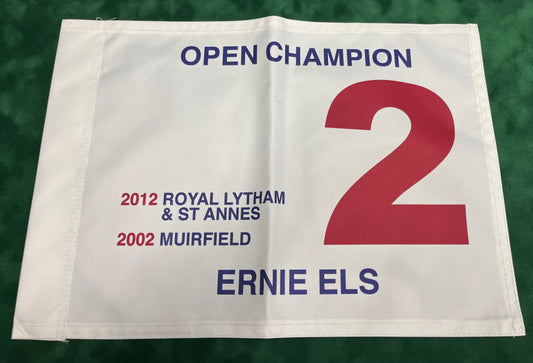 OPEN CHAMPION
2
2012 ROYAL LYTHAM
& ST ANNES
2002 MUIRFIELD
ERNIE ELS